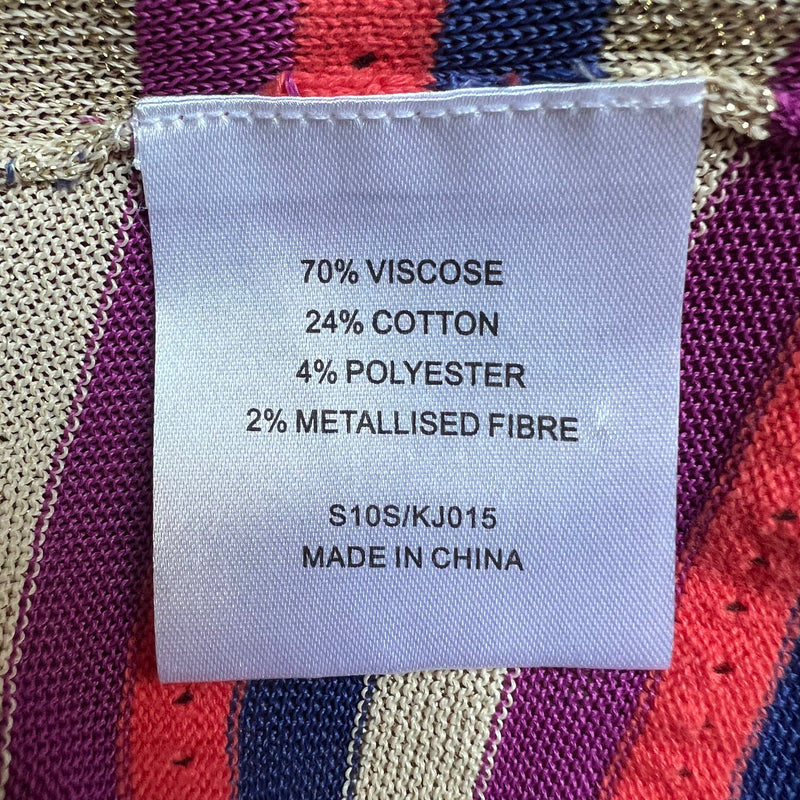 70% VISCOSE
24% COTTON
4% POLYESTER
2% METALLISED FIBRE
S10S/KJ015
MADE IN CHINA